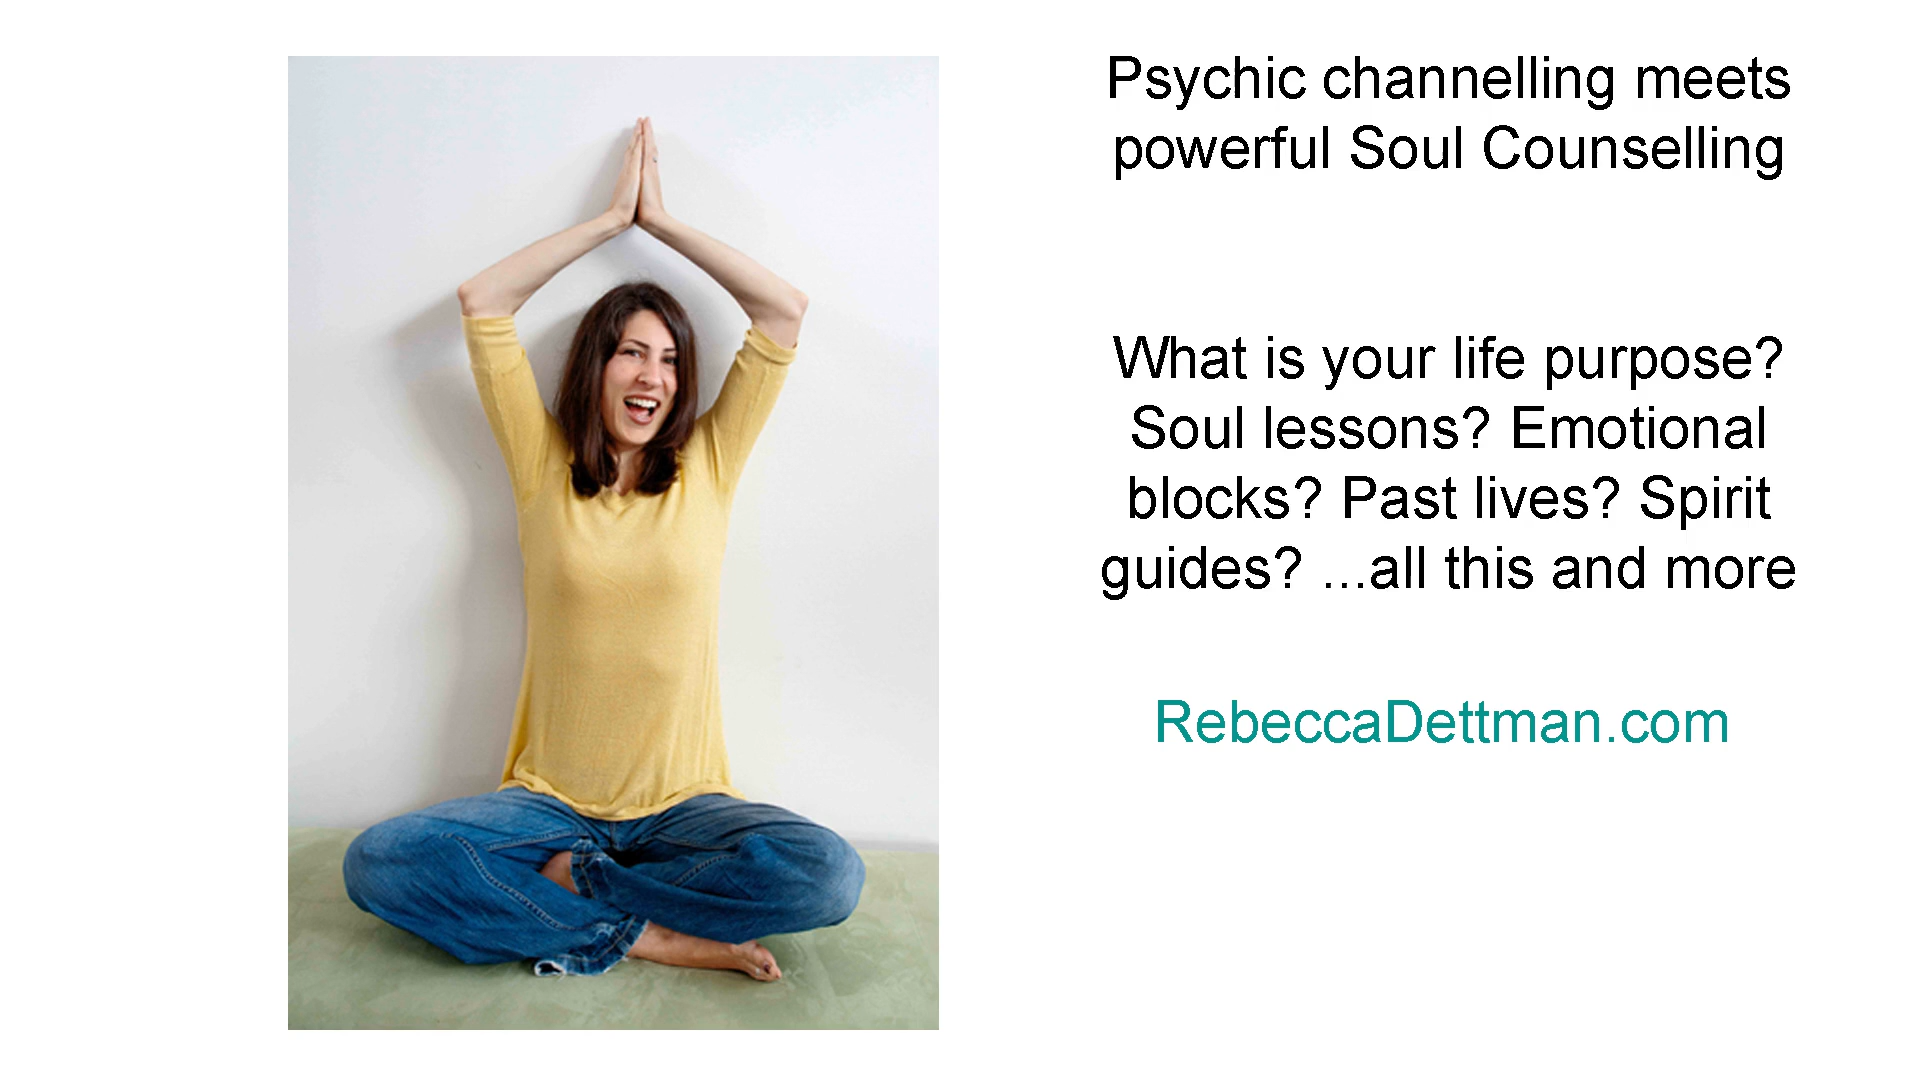 Psychic channelling meets
powerful Soul Counselling
What is your life purpose?
Soul lessons? Emotional
blocks? Past lives? Spirit
guides? ...all this and more
RebeccaDettman.com